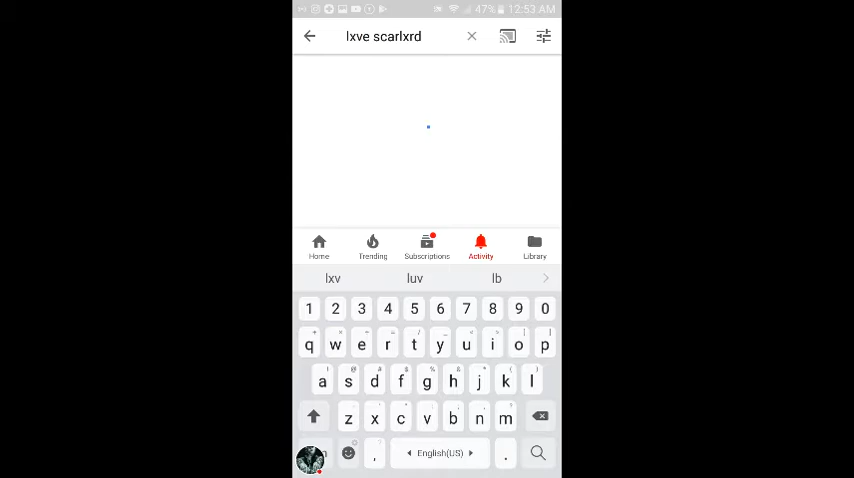 47% 12:53 AM
lxve scarlxrd
Home Trending Subscriptions Activity Library
lxv luv lb
1 2 3 4 5 6 7 8 9 0
q w e r t y u i o p
a s d f g h j k l
z x c v b n m
, English(US) .